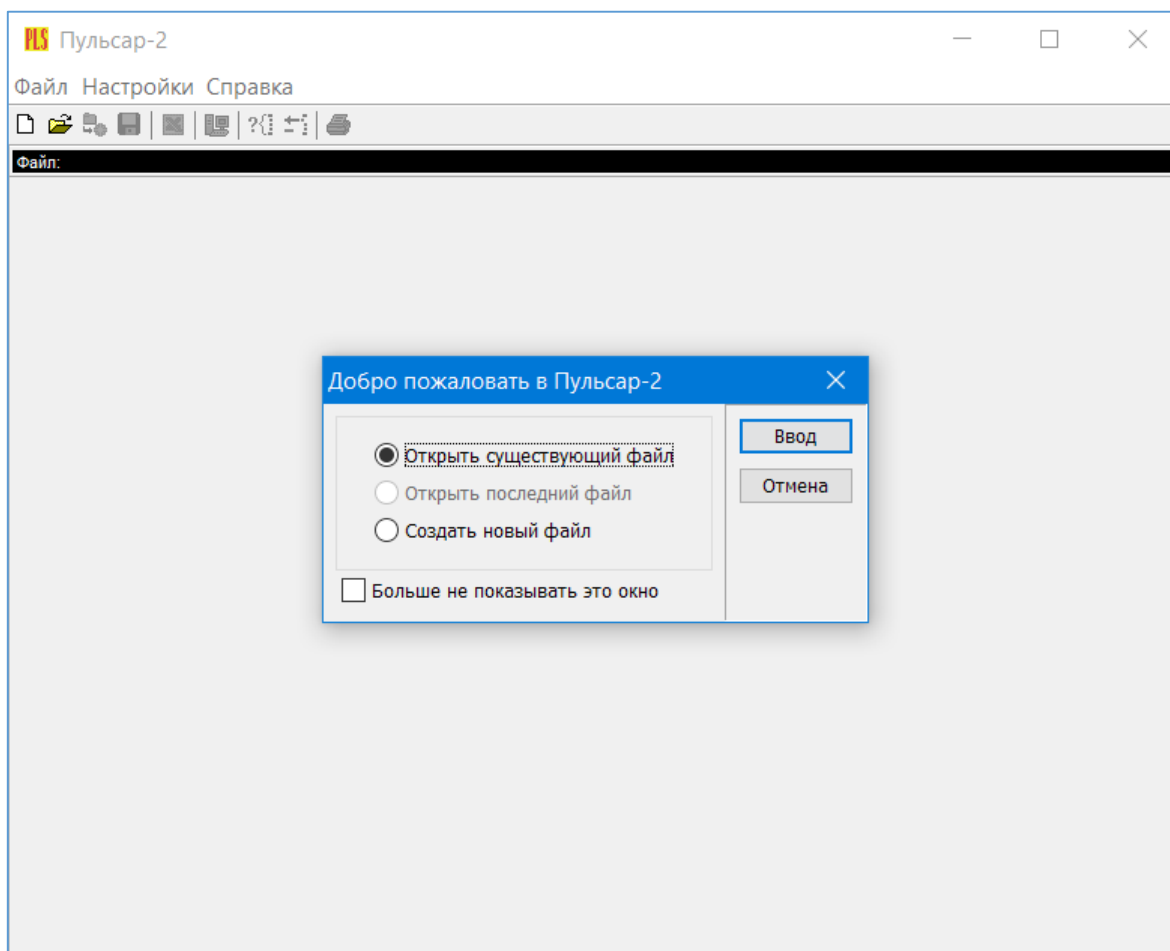 PLS Пульсар-2
Файл Настройки Справка
Файл:
Добро пожаловать в Пульсар-2
Открыть существующий файл
Открыть последний файл
Создать новый файл
Больше не показывать это окно
Ввод
Отмена